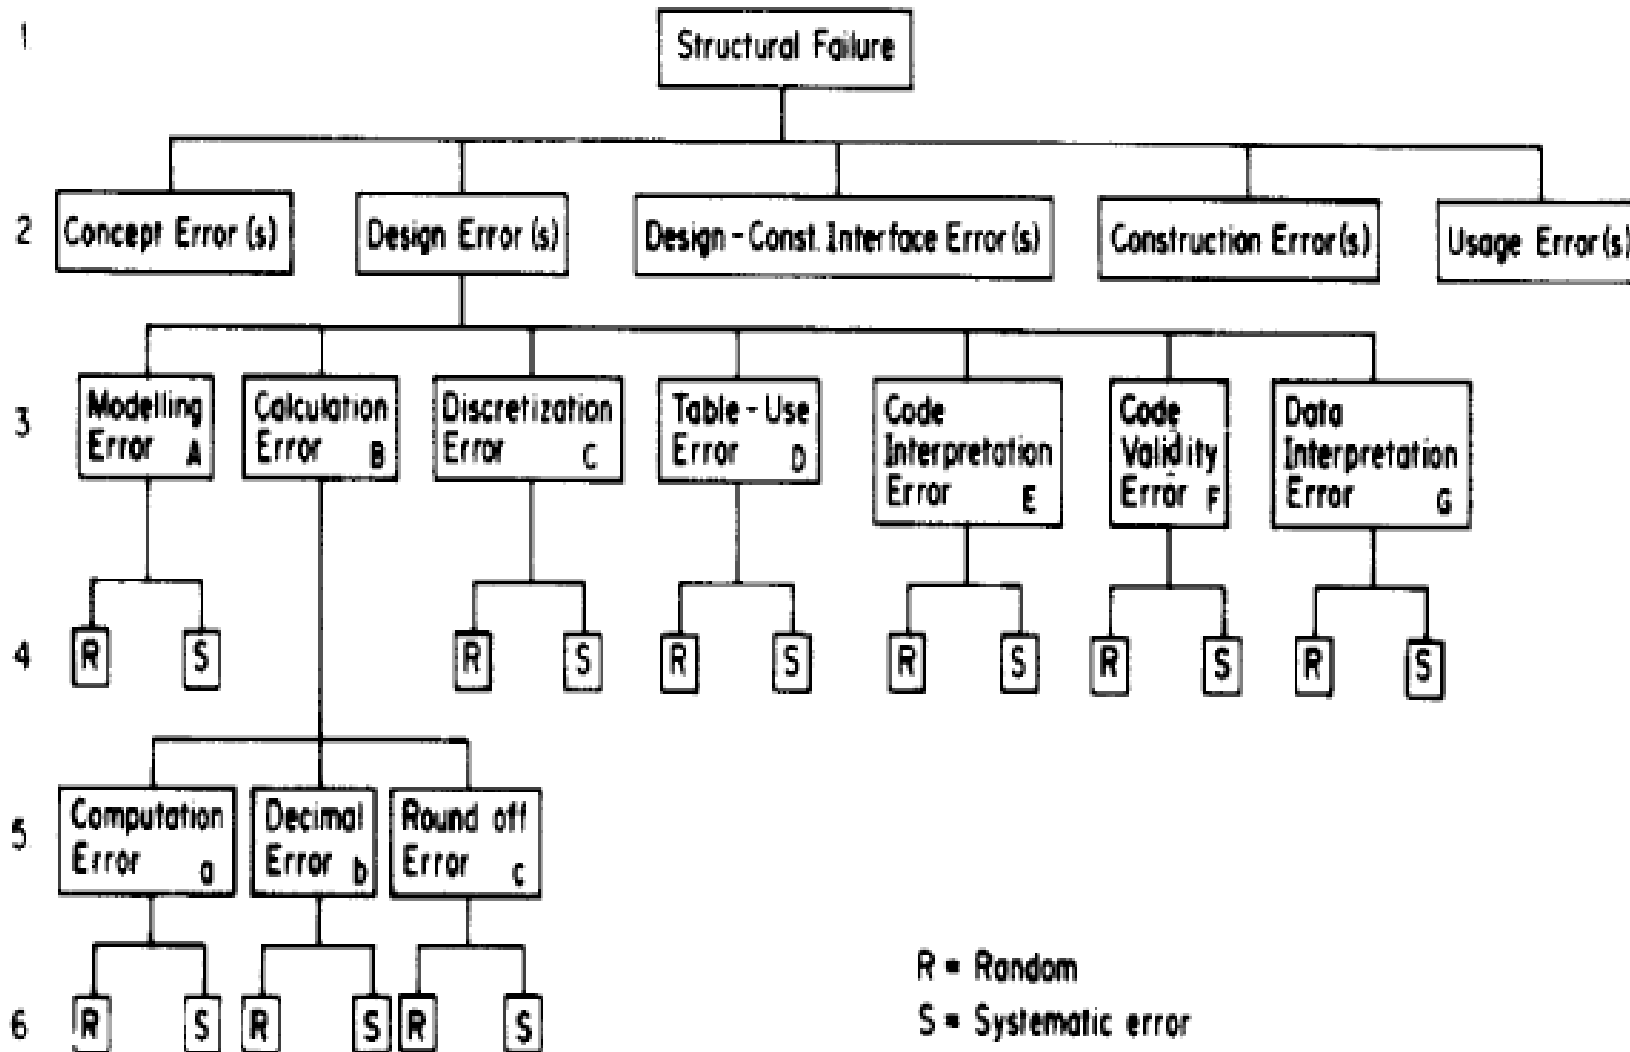 1
Structural Failure
2
Concept Error(s)
Design Error(s)
Design-Const. Interface Error(s)
Construction Error(s)
Usage Error(s)
3
Modelling
Error A
Calculation
Error B
Discretization
Error C
Table-Use
Error D
Code
Interpretation
Error E
Code
Validity
Error F
Data
Interpretation
Error G
4
R
S
R
S
R
S
R
S
R
S
R
S
5
Computation
Error a
Decimal
Error b
Round off
Error c
6
R
S
R
S
R
S
R = Random
S = Systematic error